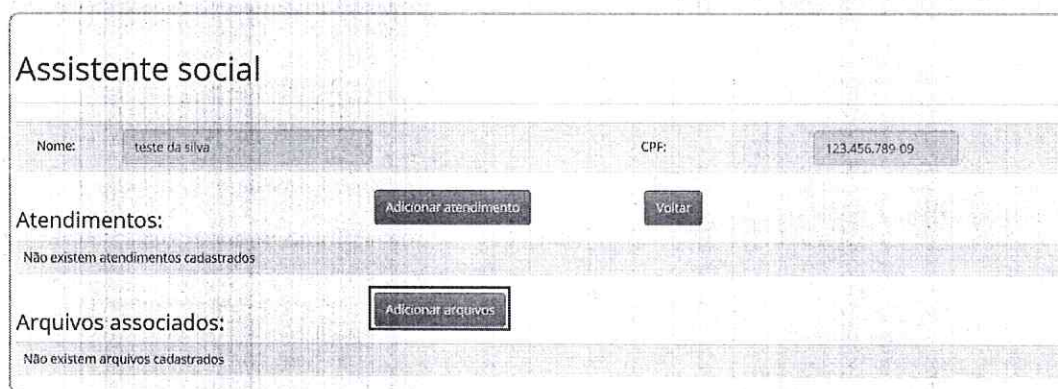 Assistente social
Nome: teste da silva CPF: 123.456.789-09
Atendimentos: Adicionar atendimento Voltar
Não existem atendimentos cadastrados
Arquivos associados: Adicionar arquivos
Não existem arquivos cadastrados